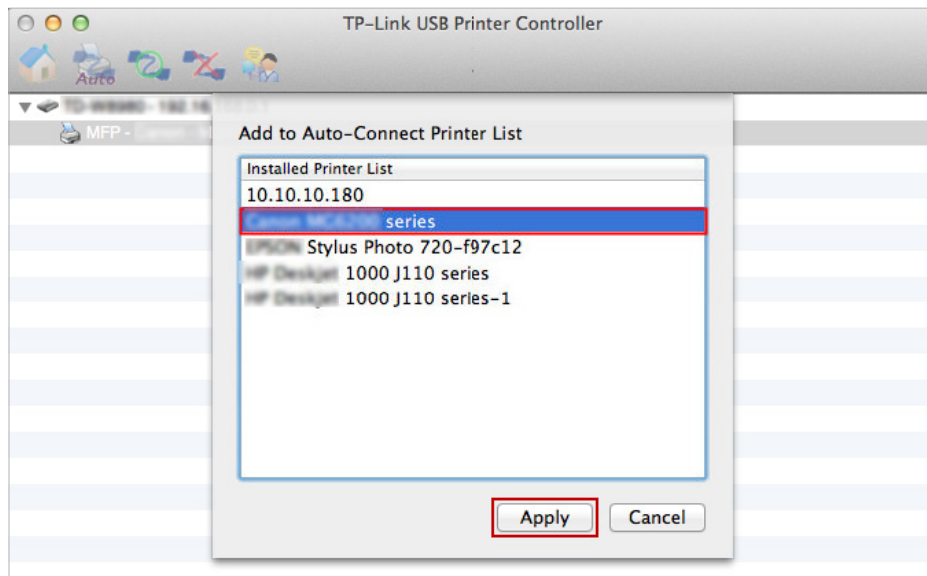 TP-Link USB Printer Controller
Auto
MFP -
Add to Auto-Connect Printer List
Installed Printer List
10.10.10.180
series
Stylus Photo 720-f97c12
1000 J110 series
1000 J110 series-1
Apply
Cancel